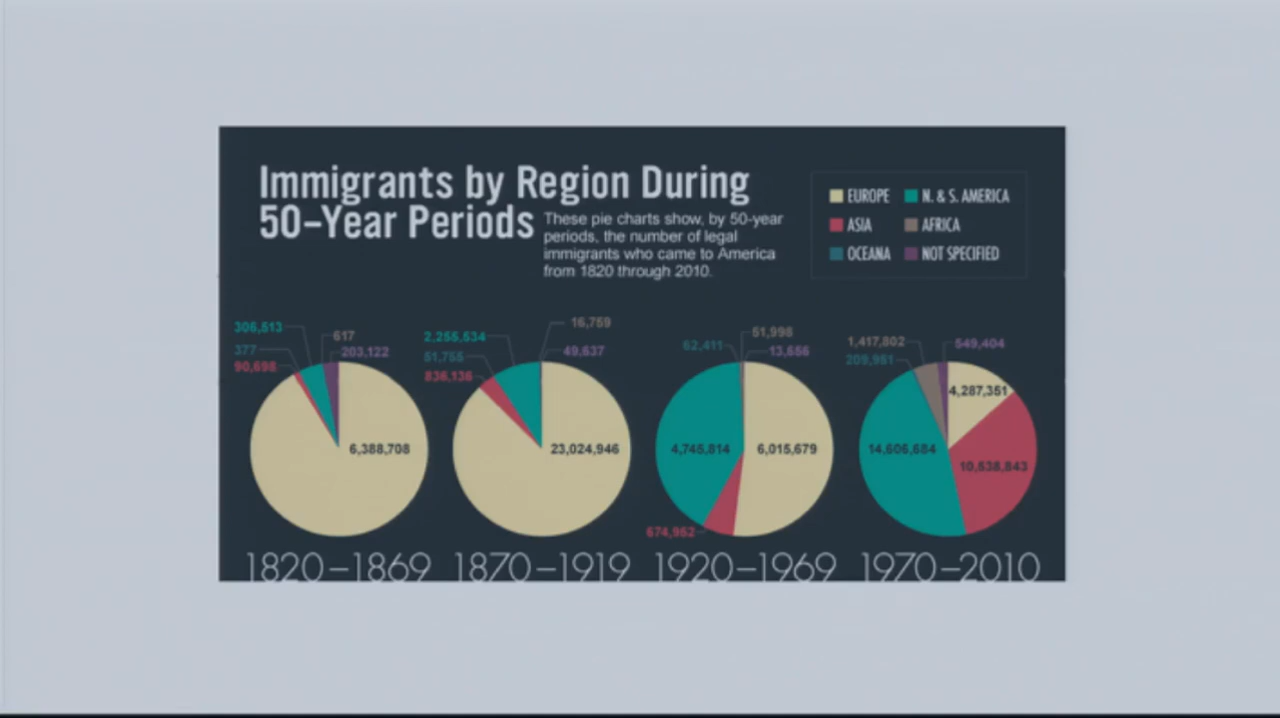 Immigrants by Region During
50-Year Periods
These pie charts show, by 50-year
periods, the number of legal
immigrants who came to America
from 1820 through 2010.
EUROPE
N. & S. AMERICA
ASIA
AFRICA
OCEANA
NOT SPECIFIED
306,513
617
377
203,122
90,698
6,388,708
1820-1869
2,255,534
16,759
51,755
49,637
836,136
23,024,946
1870-1919
51,998
62,411
13,656
4,745,814
6,015,679
674,952
1920-1969
1,417,802
549,404
209,981
4,287,351
14,606,684
10,538,843
1970-2010